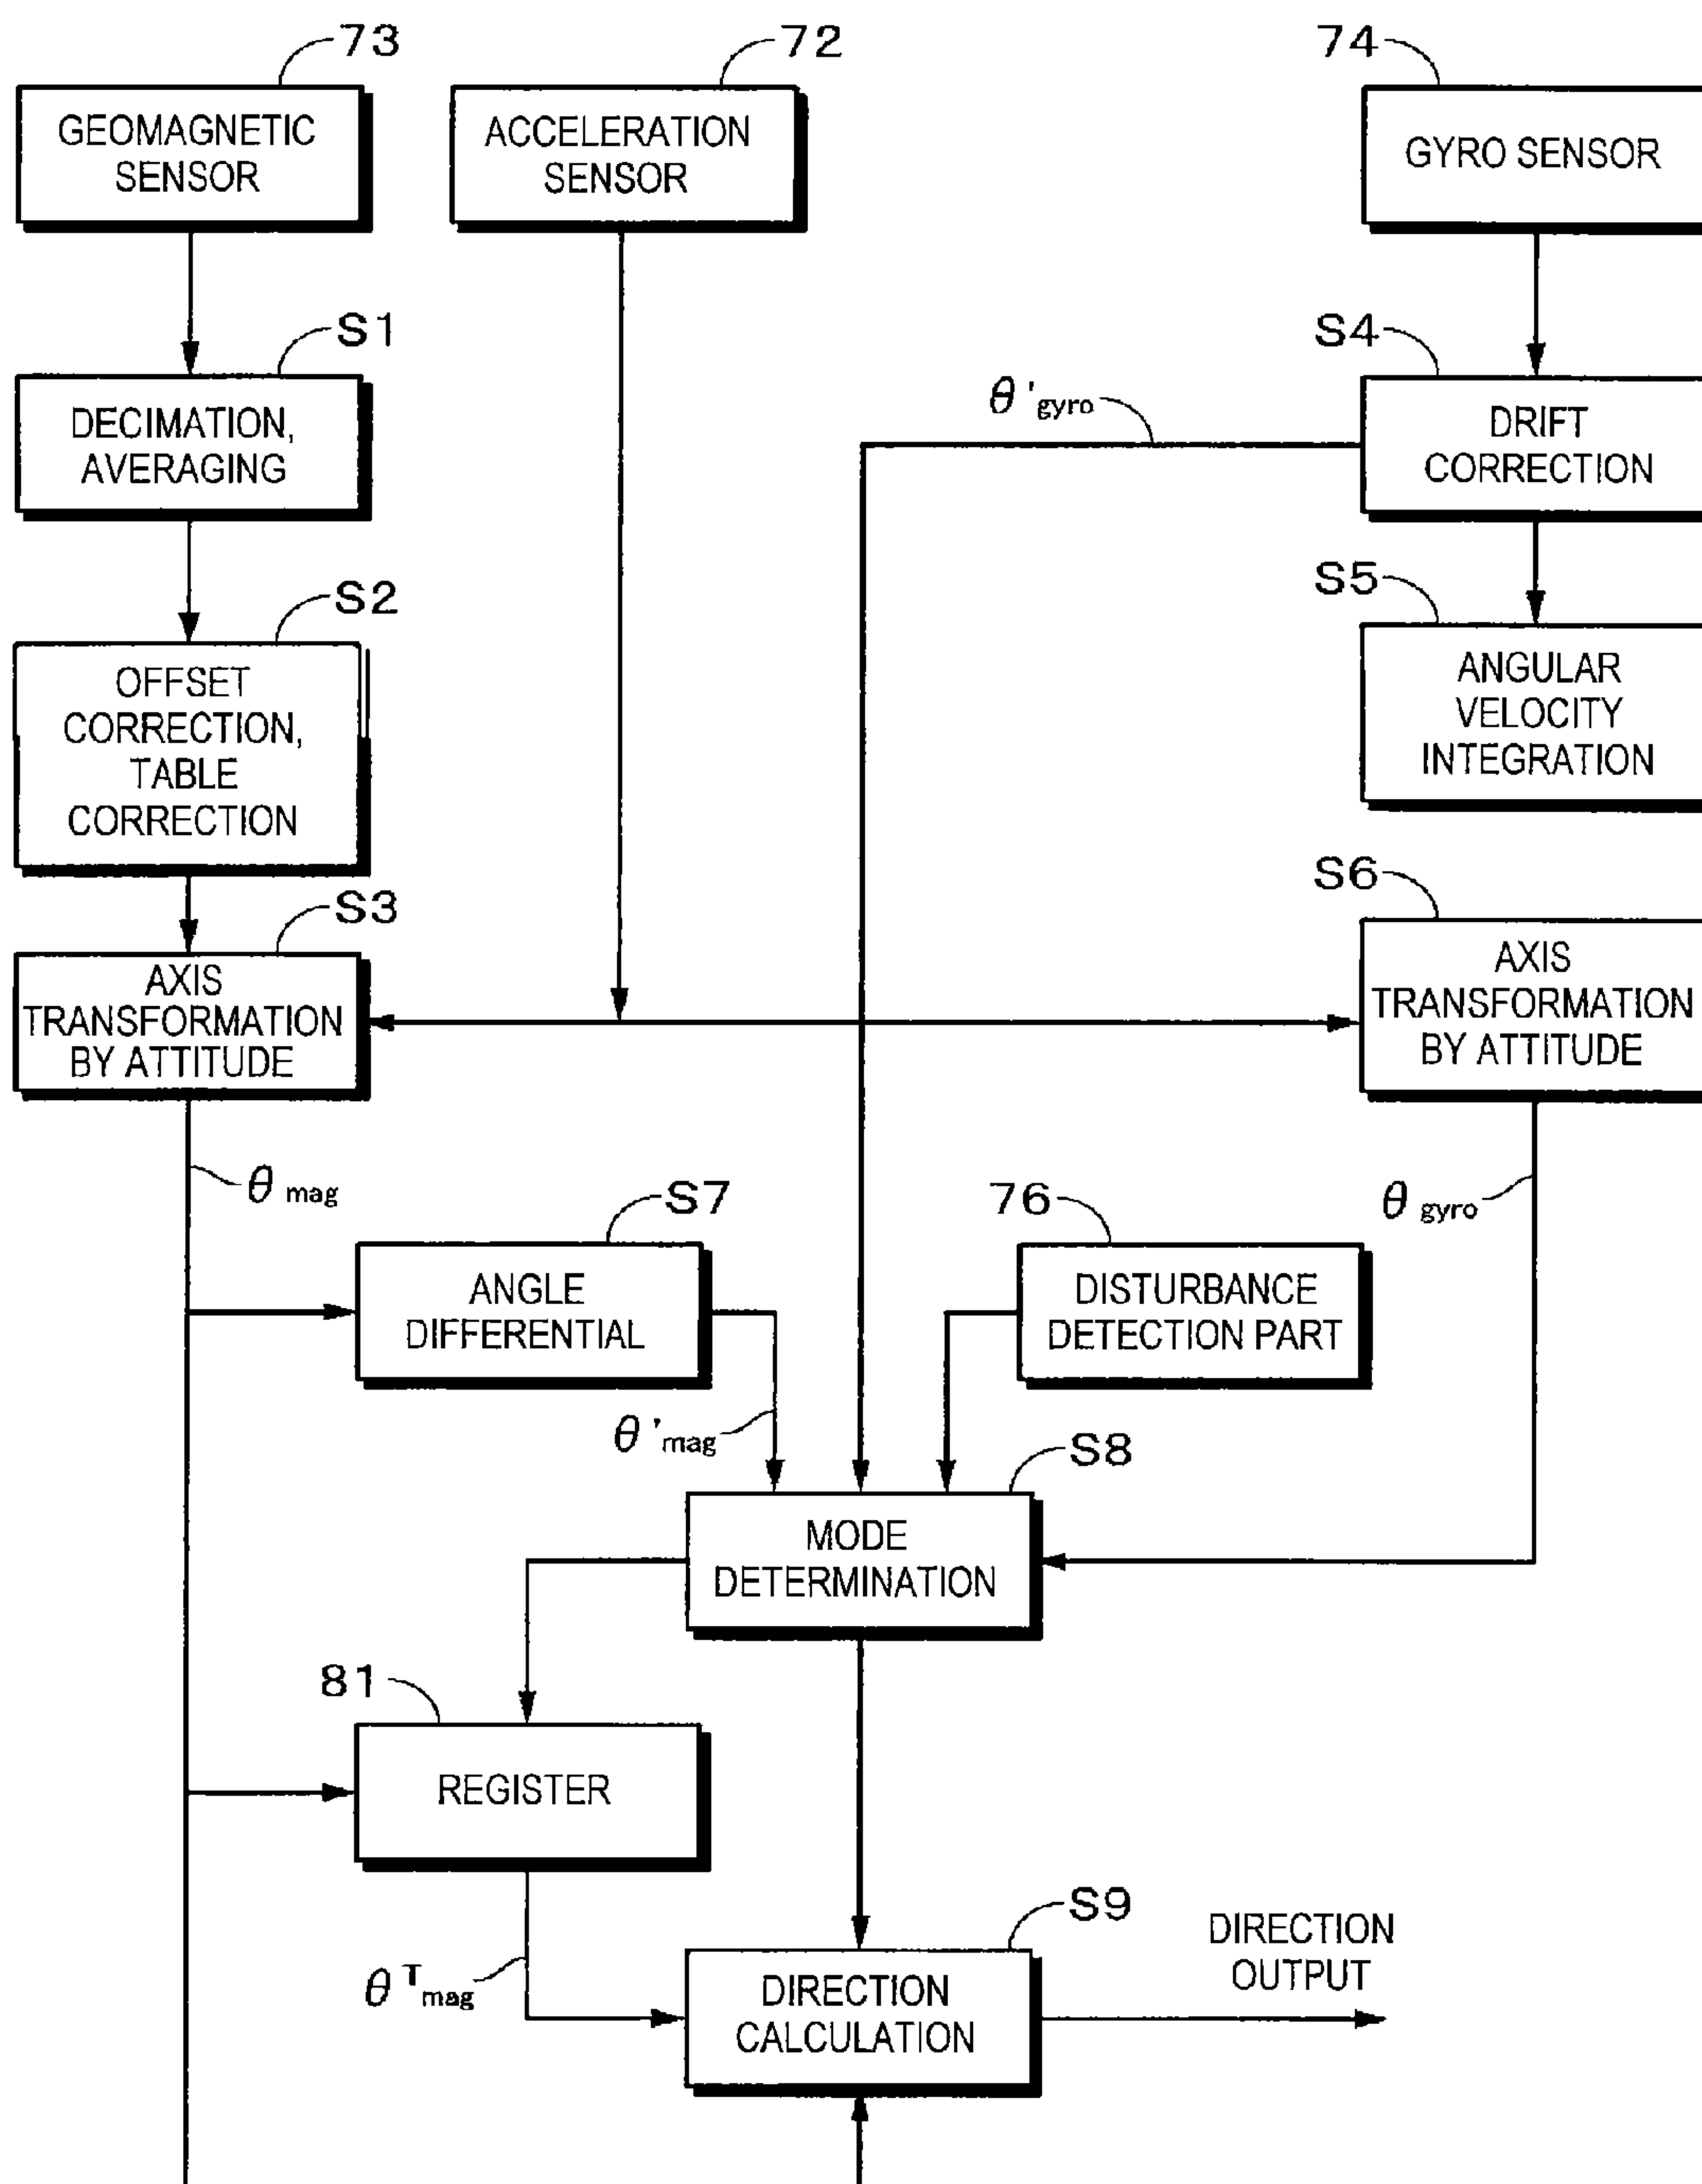 73
72
74
GEOMAGNETIC
SENSOR
ACCELERATION
SENSOR
GYRO SENSOR
S1
S4
θ'gyro
DECIMATION,
AVERAGING
DRIFT
CORRECTION
S2
S5
OFFSET
CORRECTION,
TABLE
CORRECTION
ANGULAR
VELOCITY
INTEGRATION
S3
S6
AXIS
TRANSFORMATION
BY ATTITUDE
AXIS
TRANSFORMATION
BY ATTITUDE
θ mag
S7
76
θ gyro
ANGLE
DIFFERENTIAL
DISTURBANCE
DETECTION PART
θ'mag
S8
MODE
DETERMINATION
81
REGISTER
S9
DIRECTION
OUTPUT
θᵀmag
DIRECTION
CALCULATION